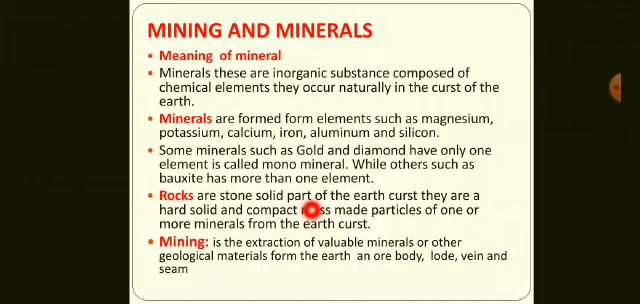 MINING AND MINERALS
• Meaning of mineral
• Minerals these are inorganic substance composed of
chemical elements they occur naturally in the curst of the
earth.
• Minerals are formed form elements such as magnesium,
potassium, calcium, iron, aluminum and silicon.
• Some minerals such as Gold and diamond have only one
element is called mono mineral. While others such as
bauxite has more than one element.
• Rocks are stone solid part of the earth curst they are a
hard solid and compact made particles of one or
more minerals from the earth curst.
• Mining: is the extraction of valuable minerals or other
geological materials form the earth an ore body, lode, vein and
seam